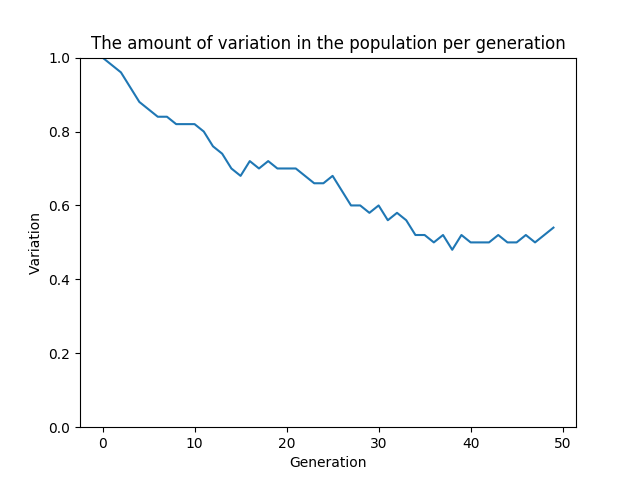 The amount of variation in the population per generation
1.0
0.8
0.6
0.4
0.2
0.0
Variation
0 10 20 30 40 50
Generation